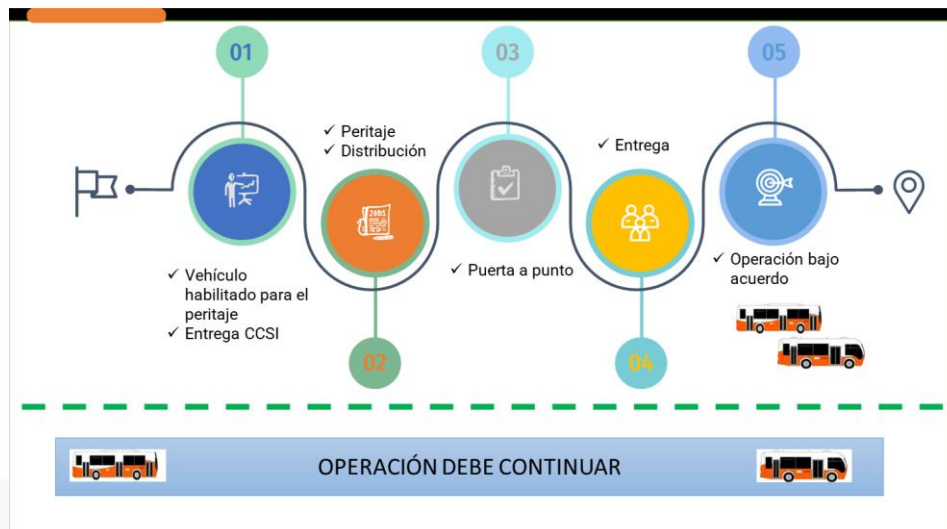 01
03
05
✓ Peritaje
✓ Distribución
✓ Entrega
JOBS
✓ Vehículo
habilitado para el
peritaje
✓ Entrega CCSI
✓ Puerta a punto
✓ Operación bajo
acuerdo
02
04
OPERACIÓN DEBE CONTINUAR